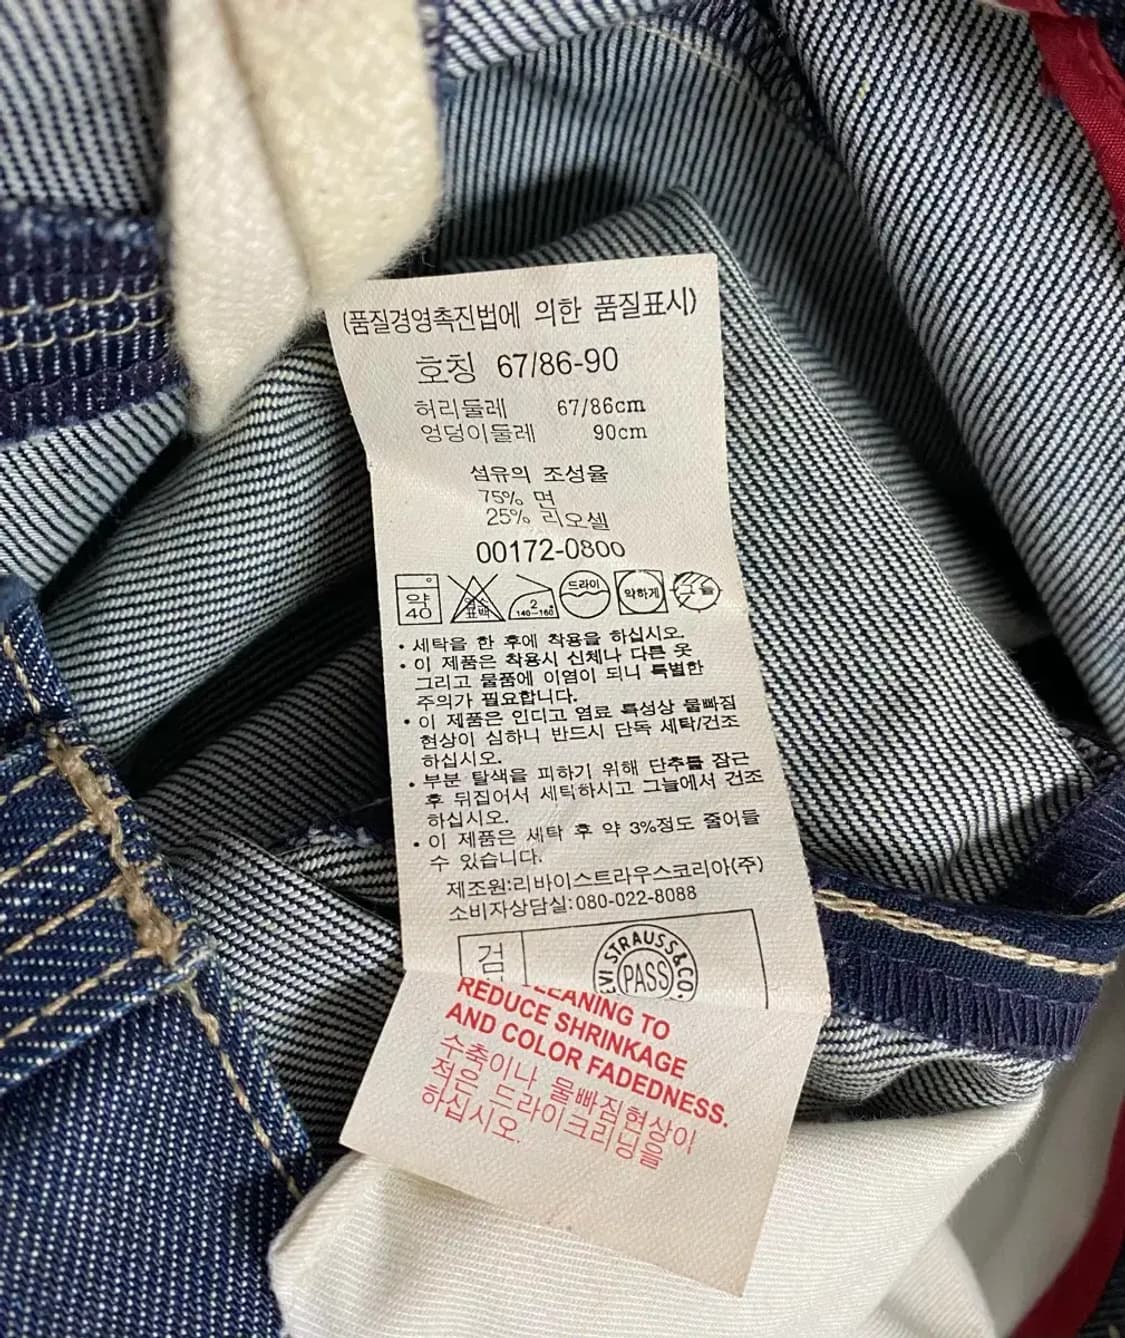 (품질경영촉진법에 의한 품질표시)
호칭 67/86-90
허리둘레 67/86cm
엉덩이둘레 90cm
섬유의 조성율
75% 면
25% 리오셀
00172-0800
약 40
표백
2 140-160°
드라이
약하게
그늘
• 세탁을 한 후에 착용을 하십시오.
• 이 제품은 착용시 신체나 다른 옷
그리고 물품에 이염이 되니 특별한
주의가 필요합니다.
• 이 제품은 인디고 염료 특성상 물빠짐
현상이 심하니 반드시 단독 세탁/건조
하십시오.
• 부분 탈색을 피하기 위해 단추를 잠근
후 뒤집어서 세탁하시고 그늘에서 건조
하십시오.
• 이 제품은 세탁 후 약 3%정도 줄어들
수 있습니다.
제조원:리바이스트라우스코리아(주)
소비자상담실:080-022-8088
검
STRAUSS & CO.
PASS
TO
REDUCE SHRINKAGE
AND COLOR FADEDNESS.
수축이나 물빠짐현상이
적은 드라이크리닝을
하십시오.